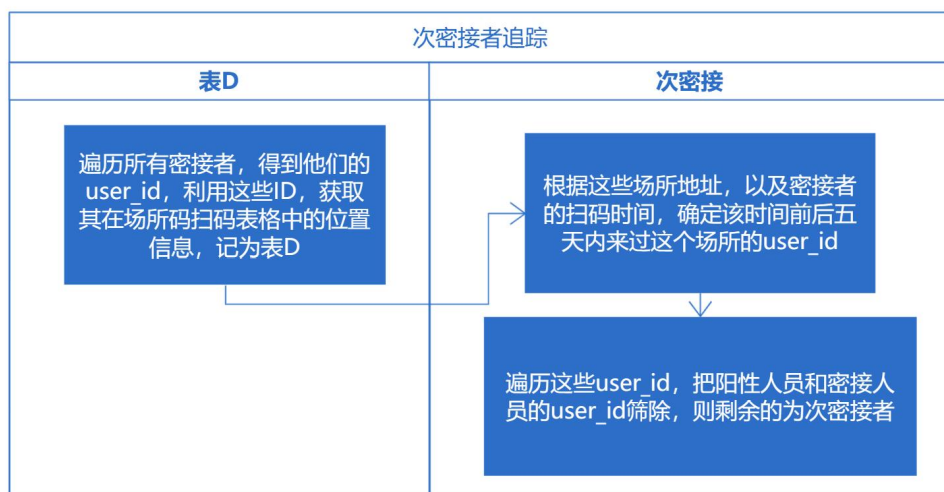 次密接者追踪
表D
次密接
遍历所有密接者，得到他们的
user_id，利用这些ID，获取
其在场所码扫码表格中的位置
信息，记为表D
根据这些场所地址，以及密接者
的扫码时间，确定该时间前后五
天内来过这个场所的user_id
遍历这些user_id，把阳性人员和密接人
员的user_id筛除，则剩余的为次密接者